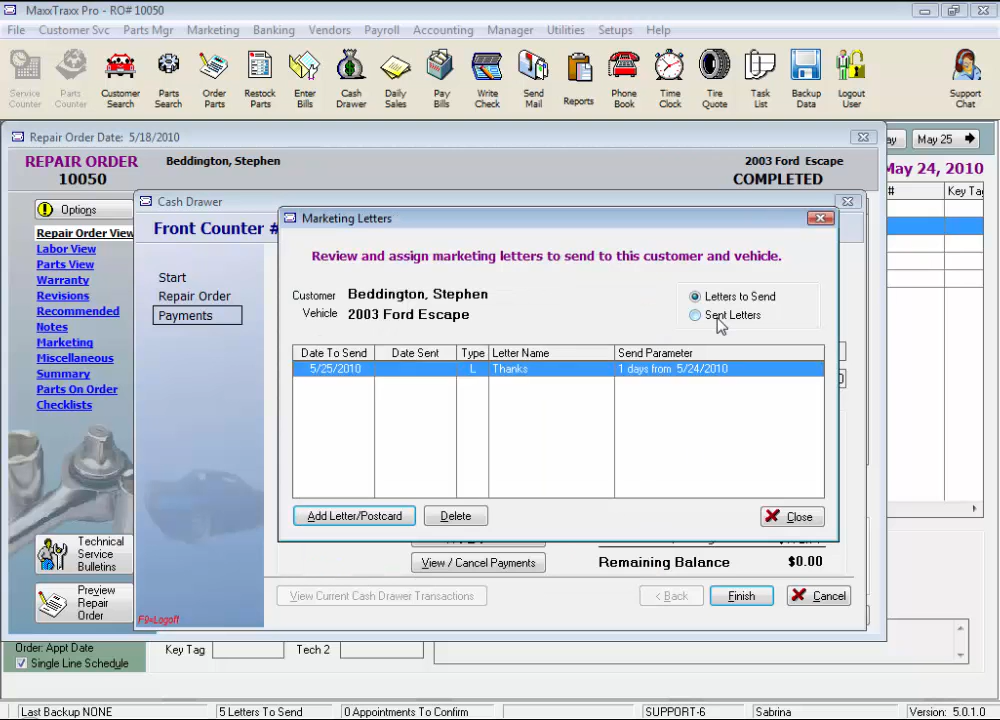 MaxxTraxx Pro - RO# 10050
File Customer Svc Parts Mgr Marketing Banking Vendors Payroll Accounting Manager Utilities Setups Help
Service Counter
Parts Counter
Customer Search
Parts Search
Order Parts
Restock Parts
Enter Bills
Cash Drawer
Daily Sales
Pay Bills
Write Check
Send Mail
Reports
Phone Book
Time Clock
Tire Quote
Task List
Backup Data
Logout User
Support Chat
Repair Order Date: 5/18/2010
May 25
REPAIR ORDER
10050
Beddington, Stephen
2003 Ford Escape
COMPLETED
May 24, 2010
#
Key Tag
Options
Repair Order View
Labor View
Parts View
Warranty
Revisions
Recommended
Notes
Marketing
Miscellaneous
Summary
Parts On Order
Checklists
Technical Service Bulletins
Preview Repair Order
Cash Drawer
Front Counter #
Start
Repair Order
Payments
F9=Logoff
Marketing Letters
Review and assign marketing letters to send to this customer and vehicle.
Customer Beddington, Stephen
Vehicle 2003 Ford Escape
Letters to Send
Sent Letters
Date To Send Date Sent Type Letter Name Send Parameter
5/25/2010 L Thanks 1 days from 5/24/2010
Add Letter/Postcard Delete Close
View / Cancel Payments
Remaining Balance $0.00
View Current Cash Drawer Transactions
< Back Finish Cancel
Order: Appt Date
Single Line Schedule
Key Tag
Tech 2
Last Backup NONE 5 Letters To Send 0 Appointments To Confirm SUPPORT-6 Sabrina Version: 5.0.1.0